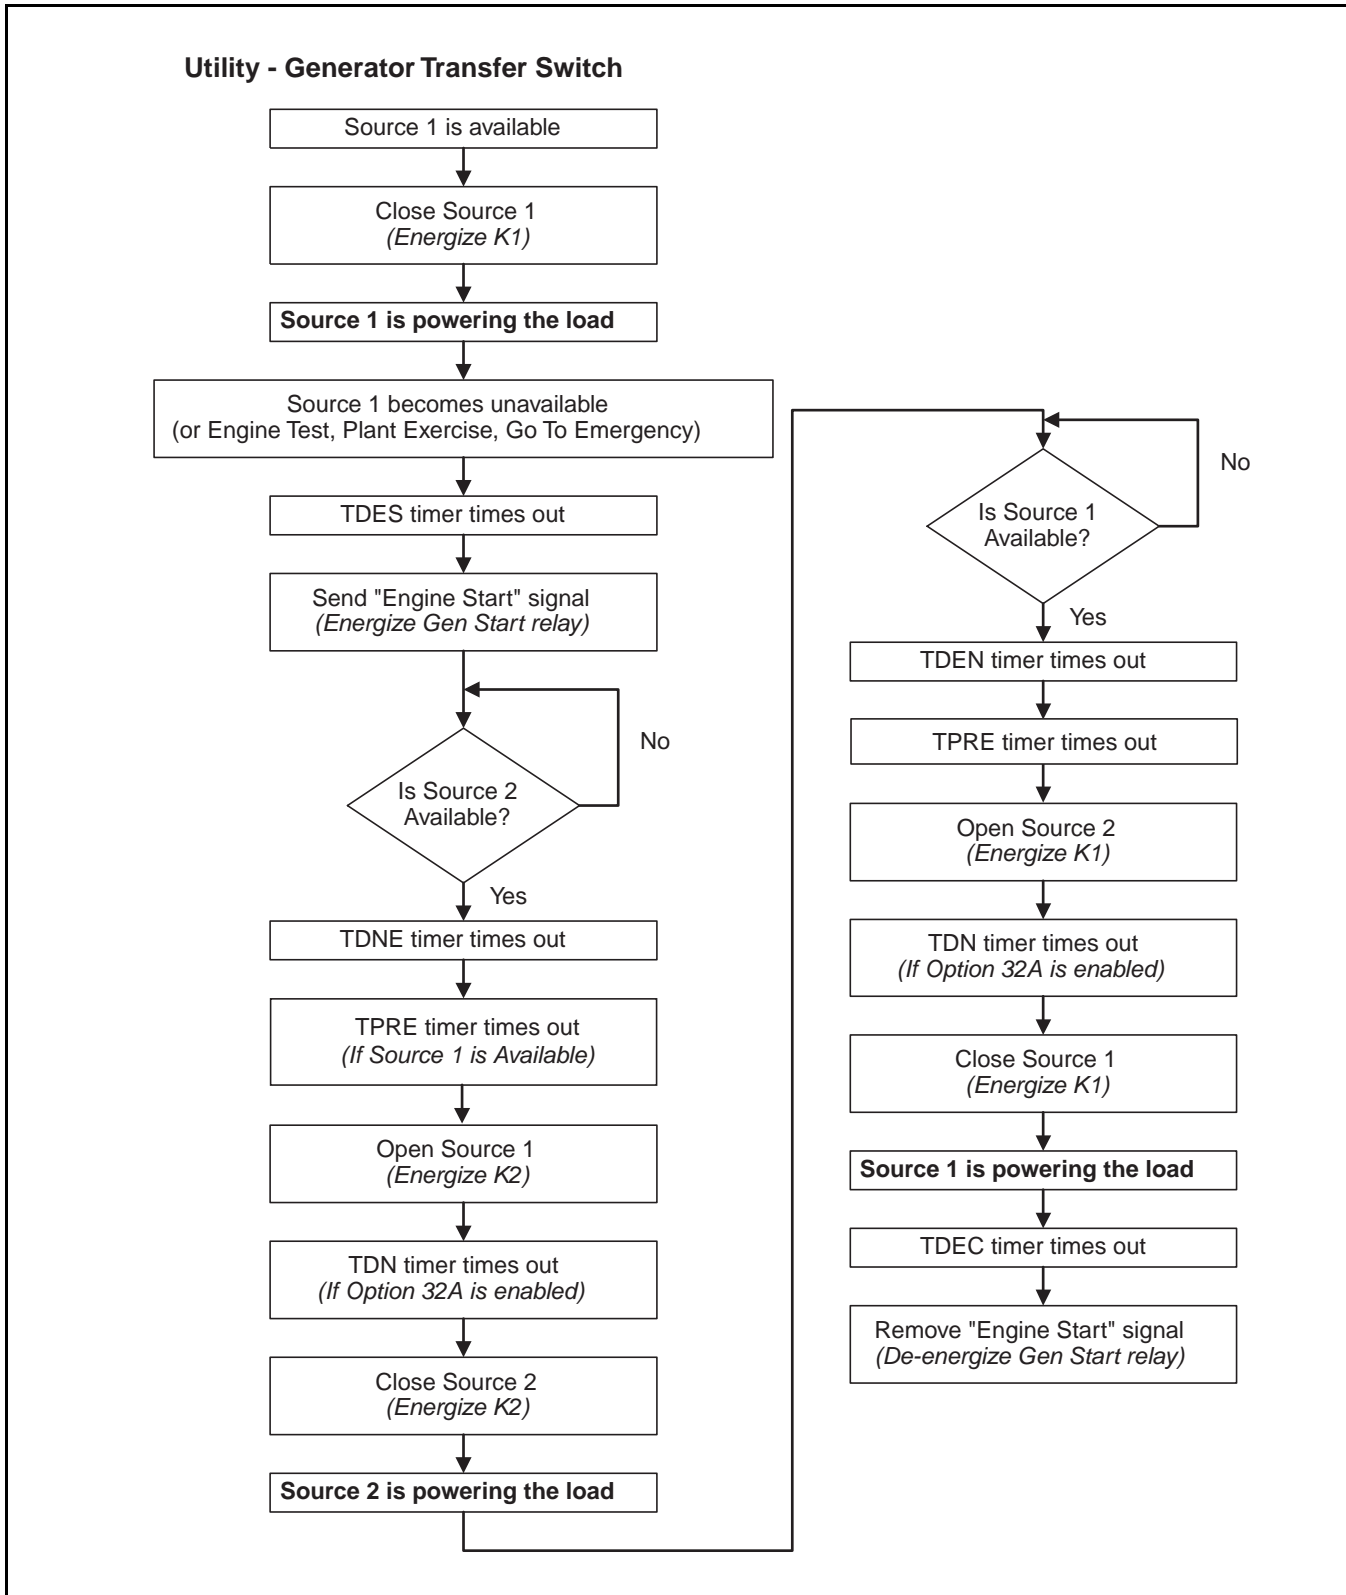 Utility - Generator Transfer Switch
Source 1 is available
Close Source 1
(Energize K1)
Source 1 is powering the load
Source 1 becomes unavailable
(or Engine Test, Plant Exercise, Go To Emergency)
TDES timer times out
Send "Engine Start" signal
(Energize Gen Start relay)
No
Is Source 2
Available?
Yes
TDNE timer times out
TPRE timer times out
(If Source 1 is Available)
Open Source 1
(Energize K2)
TDN timer times out
(If Option 32A is enabled)
Close Source 2
(Energize K2)
Source 2 is powering the load
No
Is Source 1
Available?
Yes
TDEN timer times out
TPRE timer times out
Open Source 2
(Energize K1)
TDN timer times out
(If Option 32A is enabled)
Close Source 1
(Energize K1)
Source 1 is powering the load
TDEC timer times out
Remove "Engine Start" signal
(De-energize Gen Start relay)